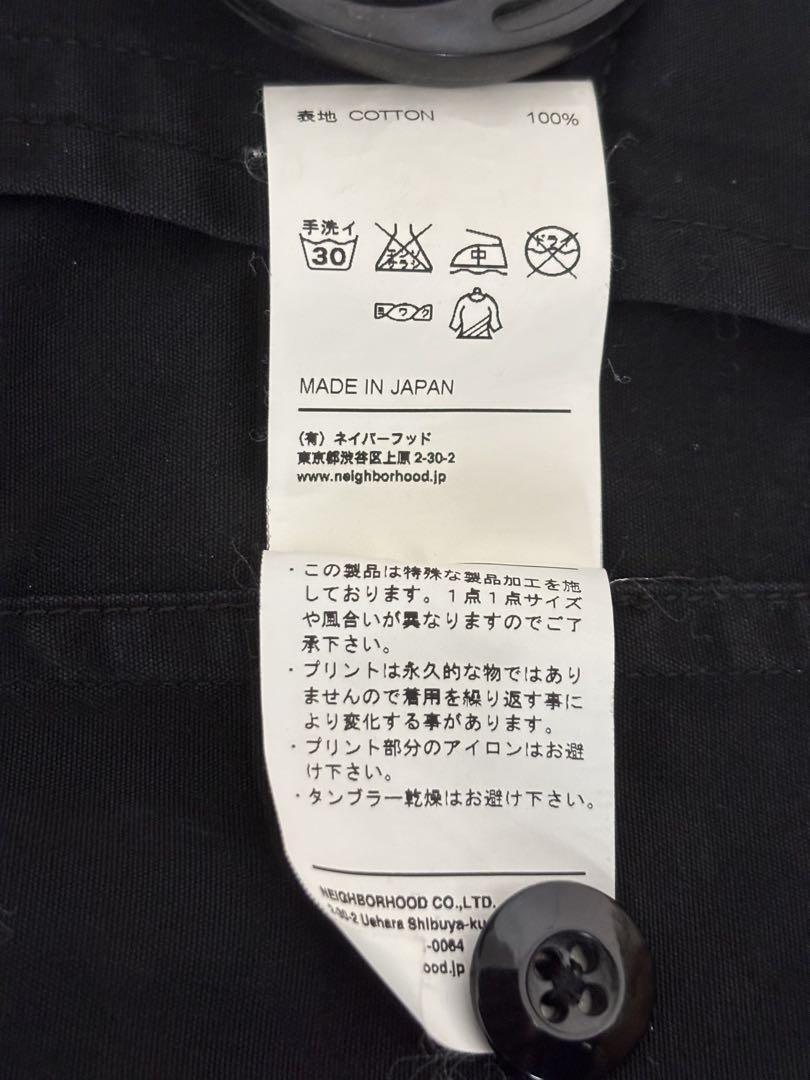 表地 COTTON 100%
手洗イ
30
エンソ
サラシ
中
ドライ
ヨワク
MADE IN JAPAN
(有) ネイバーフッド
東京都渋谷区上原 2-30-2
www.neighborhood.jp
・この製品は特殊な製品加工を施
しております。1点1点サイズ
や風合いが異なりますのでご了
承下さい。
・プリントは永久的な物ではあり
ませんので着用を繰り返す事に
より変化する事があります。
・プリント部分のアイロンはお避
け下さい。
・タンブラー乾燥はお避け下さい。
NEIGHBORHOOD CO.,LTD.
2-30-2 Uehara Shibuya-ku
-0064
ood.jp